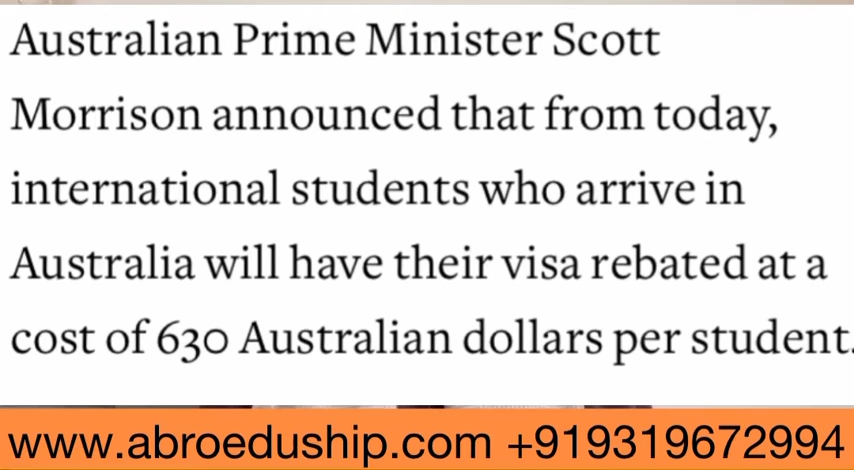 Australian Prime Minister Scott
Morrison announced that from today,
international students who arrive in
Australia will have their visa rebated at a
cost of 630 Australian dollars per student.
www.abroeduship.com +919319672994